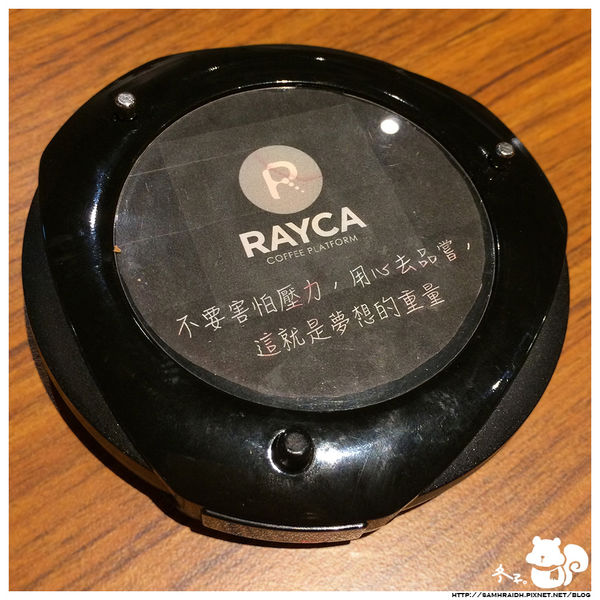 R
RAYCA
COFFEE PLATFORM
不要害怕壓力，用心去品嘗，
這就是夢想的重量
HTTP://SAMHRAIDH.PIXNET.NET/BLOG